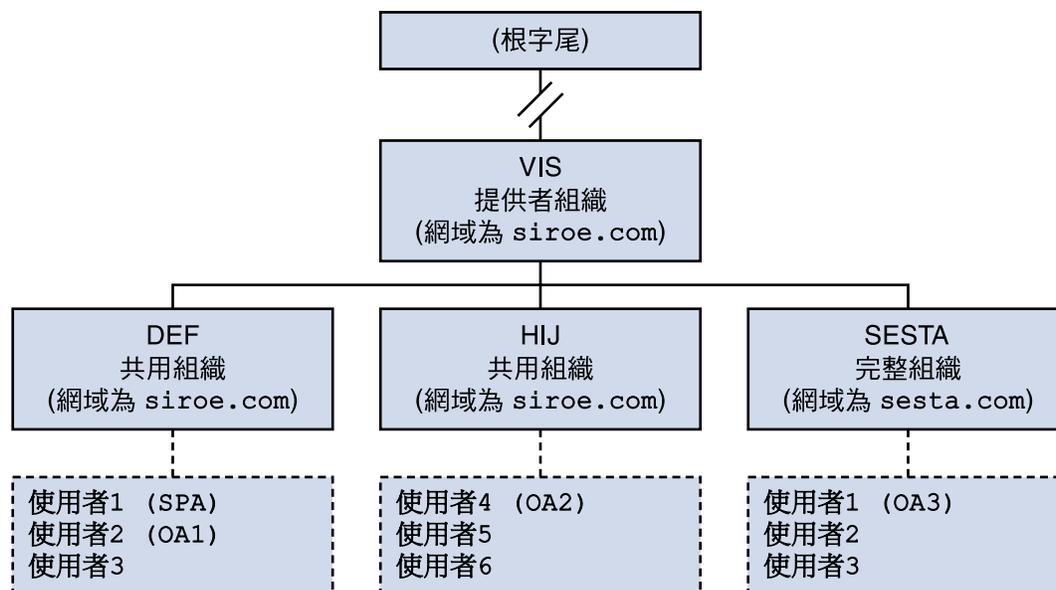 (根字尾)
VIS
提供者組織
(網域為 siroe.com)
DEF
共用組織
(網域為 siroe.com)
HIJ
共用組織
(網域為 siroe.com)
SESTA
完整組織
(網域為 sesta.com)
使用者1 (SPA)
使用者2 (OA1)
使用者3
使用者4 (OA2)
使用者5
使用者6
使用者1 (OA3)
使用者2
使用者3